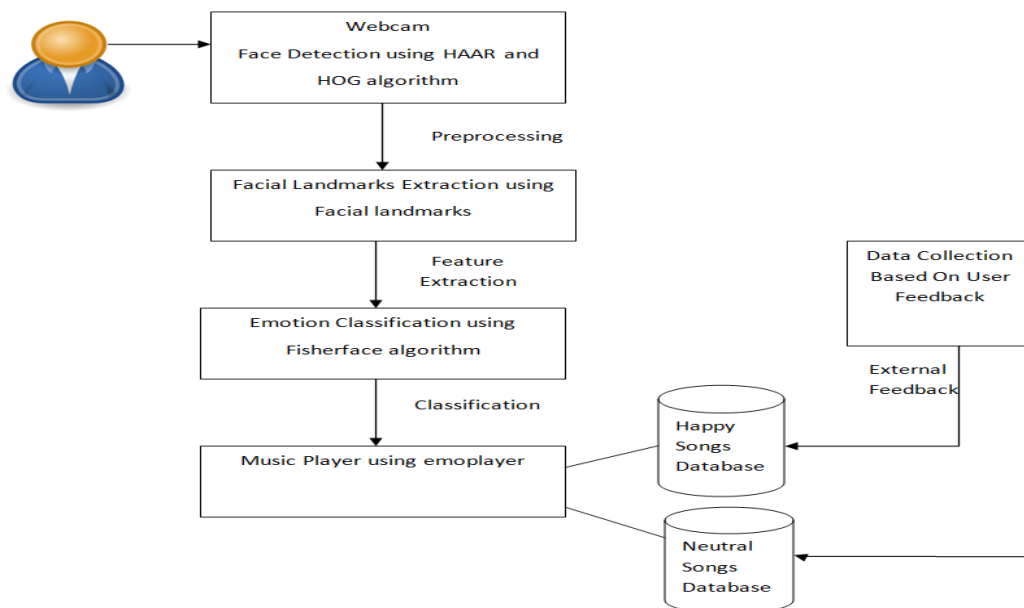 Webcam
Face Detection using HAAR and
HOG algorithm
Preprocessing
Facial Landmarks Extraction using
Facial landmarks
Feature
Extraction
Emotion Classification using
Fisherface algorithm
Classification
Music Player using emoplayer
Data Collection
Based On User
Feedback
External
Feedback
Happy
Songs
Database
Neutral
Songs
Database